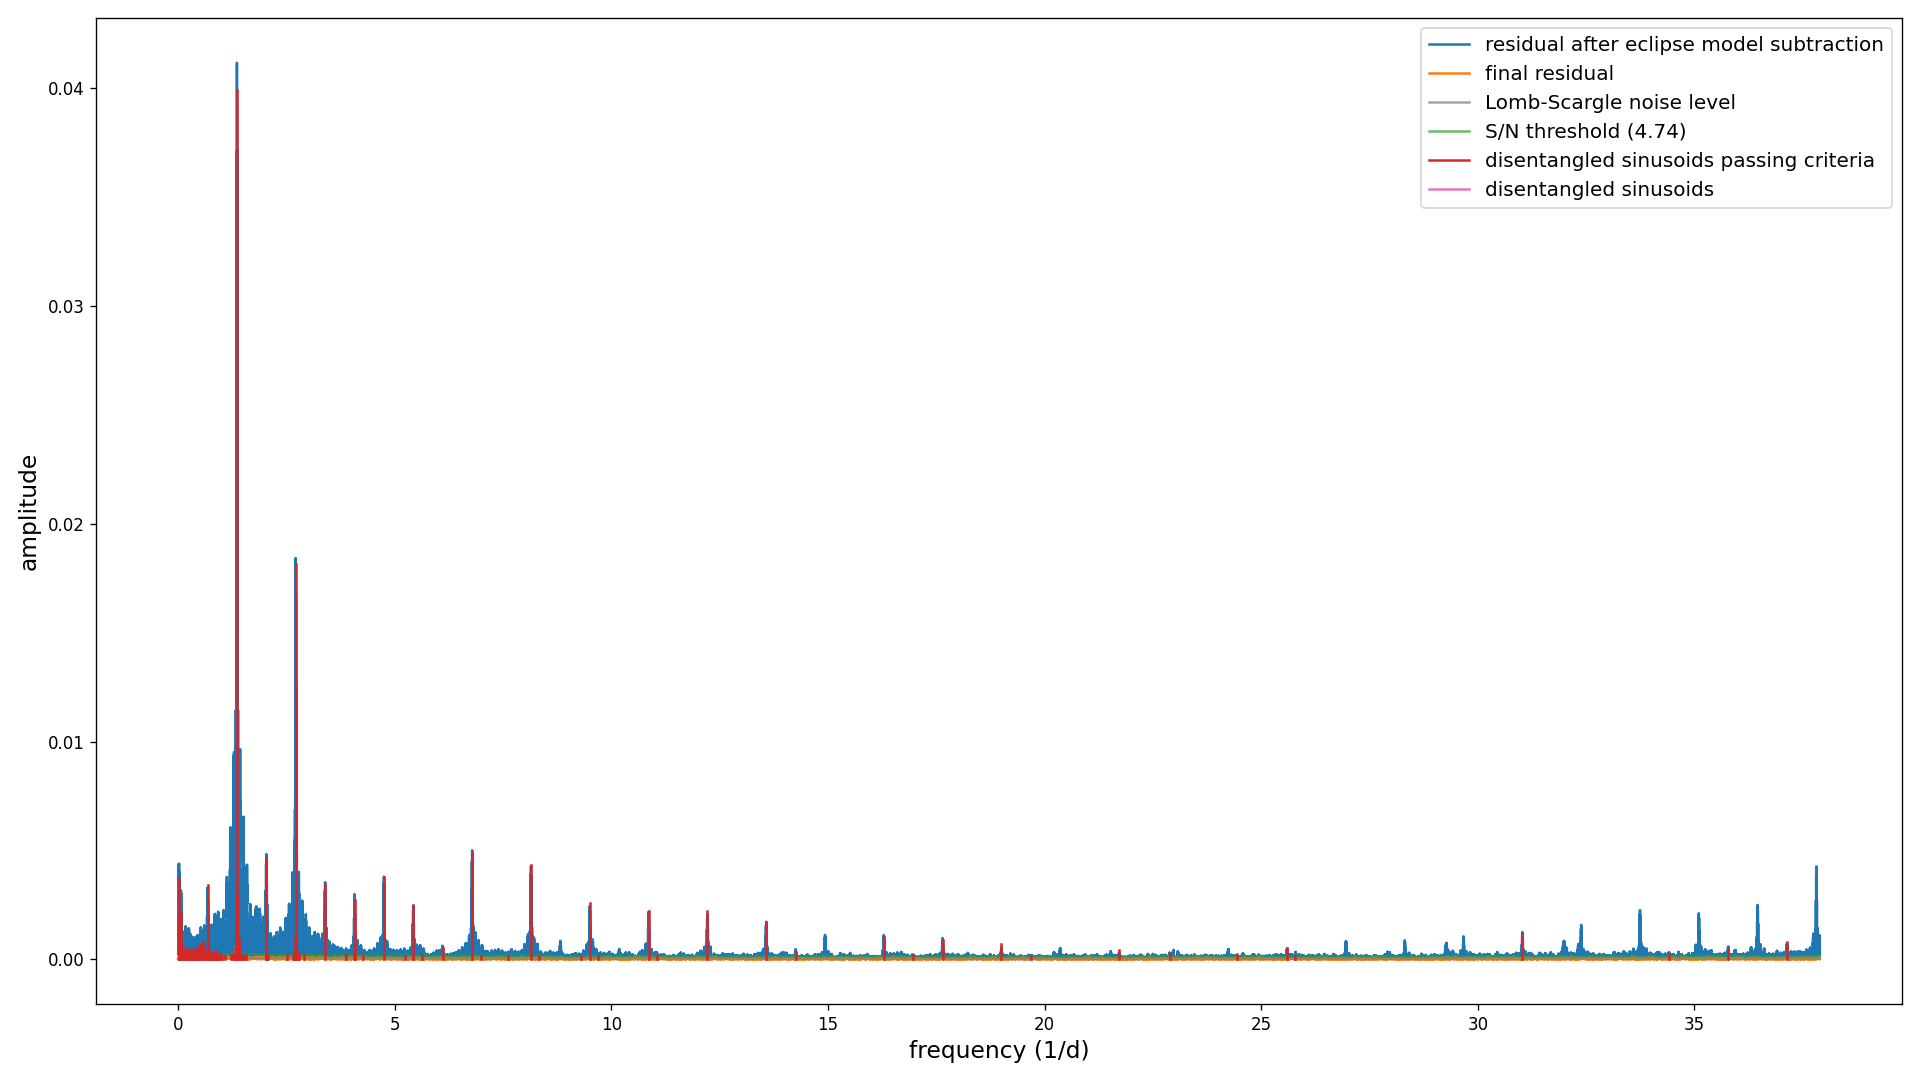 residual after eclipse model subtraction
final residual
Lomb-Scargle noise level
S/N threshold (4.74)
disentangled sinusoids passing criteria
disentangled sinusoids
0.04
0.03
0.02
0.01
0.00
amplitude
0 5 10 15 20 25 30 35
frequency (1/d)